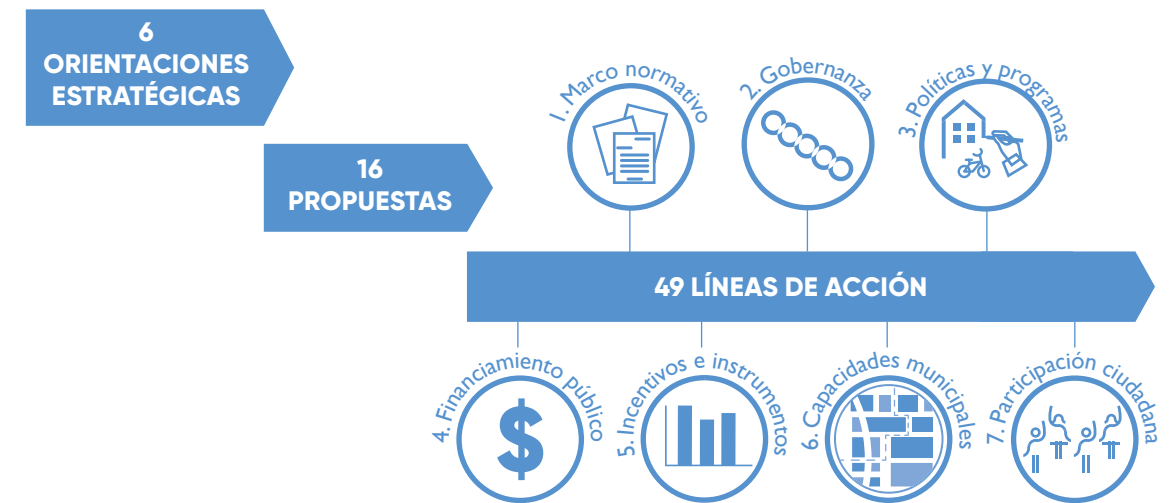 6
ORIENTACIONES
ESTRATÉGICAS
16
PROPUESTAS
1. Marco normativo
2. Gobernanza
3. Políticas y programas
49 LÍNEAS DE ACCIÓN
4. Financiamiento público
5. Incentivos e instrumentos
6. Capacidades municipales
7. Participación ciudadana
$